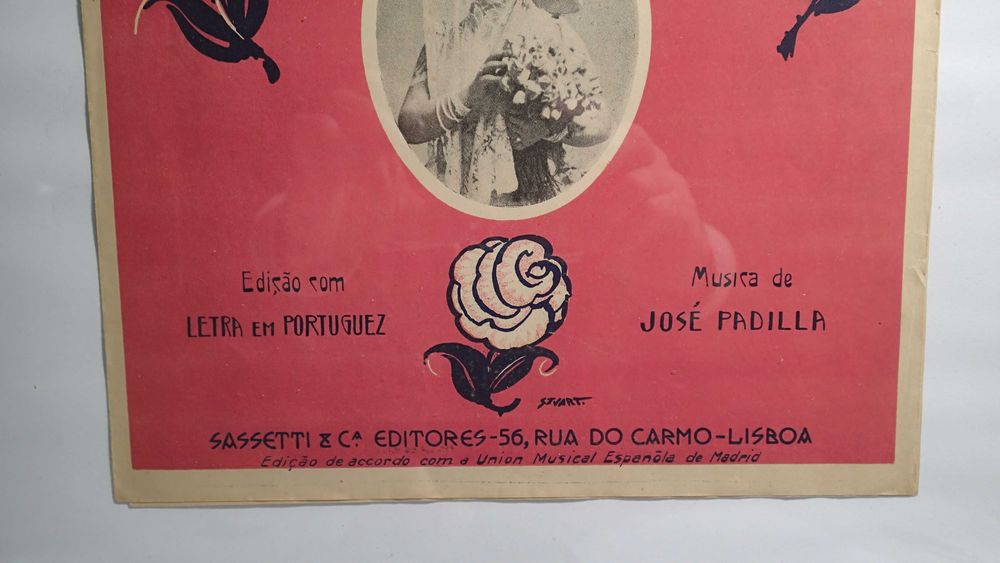 Edição com
LETRA EM PORTUGUEZ
Musica de
JOSÉ PADILLA
STUART.
SASSETTI & Cª EDITORES-56, RUA DO CARMO-LISBOA
Edição de accordo com a Union Musical Españóla de Madrid